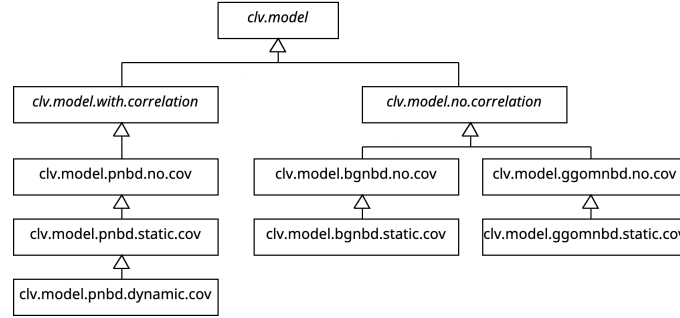 clv.model
clv.model.with.correlation
clv.model.no.correlation
clv.model.pnbd.no.cov
clv.model.bgnbd.no.cov
clv.model.ggomnbd.no.cov
clv.model.pnbd.static.cov
clv.model.bgnbd.static.cov
clv.model.ggomnbd.static.cov
clv.model.pnbd.dynamic.cov